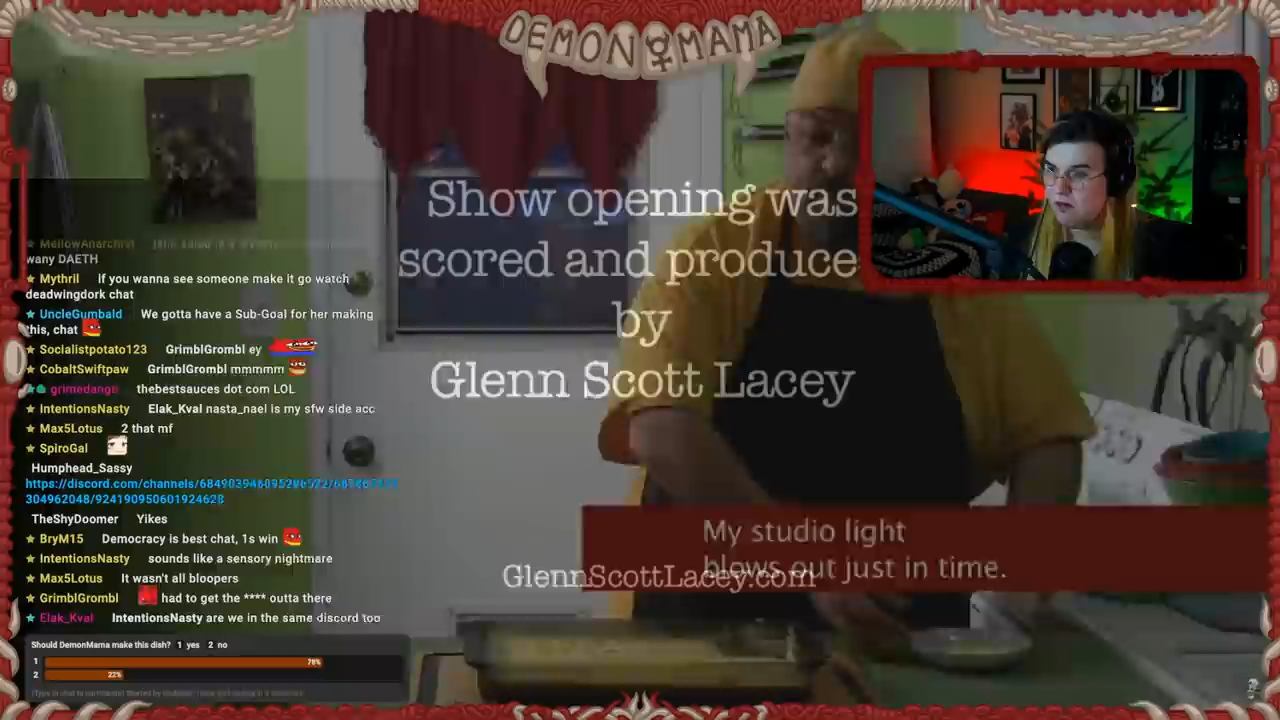 DEMON MAMA
Show opening was
scored and produce
by
Glenn Scott Lacey
GlennScottLacey.com
My studio light
blows out just in time.
MellowAnarchist
wany DAETH
Mythril If you wanna see someone make it go watch
deadwingdork chat
UncleGumbald We gotta have a Sub-Goal for her making
this, chat
Socialistpotato123 GrimblGrombl ey
CobaltSwiftpaw GrimblGrombl mmmmm
grimedange thebestsauces dot com LOL
IntentionsNasty Elak_Kval nasta_nael is my sfw side acc
Max5Lotus 2 that mf
SpiroGal
Humphead_Sassy
304962048/924190950601924628
TheShyDoomer Yikes
BryM15 Democracy is best chat, 1s win
IntentionsNasty sounds like a sensory nightmare
Max5Lotus It wasn't all bloopers
GrimblGrombl had to get the **** outta there
Elak_Kval IntentionsNasty are we in the same discord too
Should DemonMama make this dish? 1 yes 2 no
1 78%
2 22%